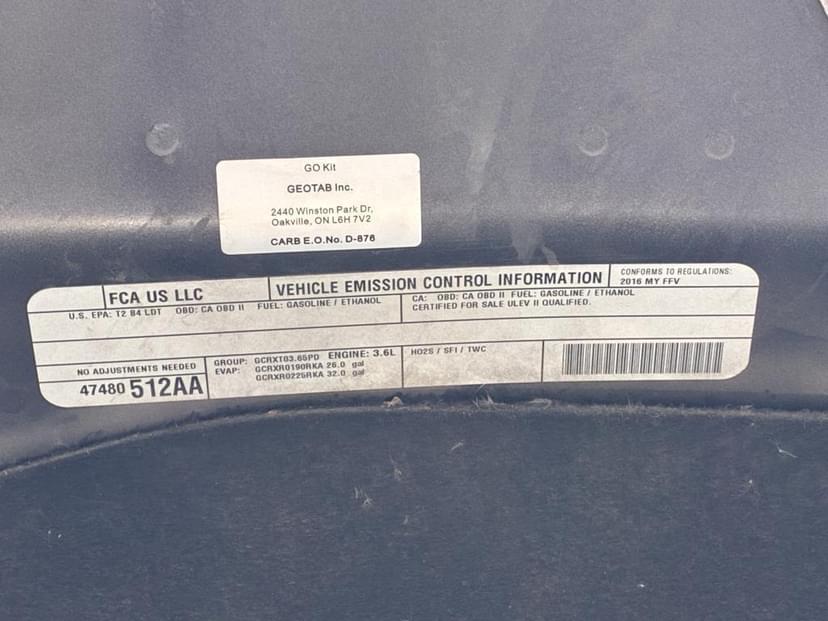 GO Kit
GEOTAB Inc.
2440 Winston Park Dr,
Oakville, ON L6H 7V2
CARB E.O.No. D-876
FCA US LLC
VEHICLE EMISSION CONTROL INFORMATION
CONFORMS TO REGULATIONS:
2016 MY FFV
U.S. EPA: T2 B4 LDT OBD: CA OBD II FUEL: GASOLINE / ETHANOL
CA: OBD: CA OBD II FUEL: GASOLINE / ETHANOL
CERTIFIED FOR SALE ULEV II QUALIFIED.
NO ADJUSTMENTS NEEDED
47480 512AA
GROUP: GCRXT03.65PD ENGINE: 3.6L
EVAP: GCRXR0190RKA 26.0 gal
GCRXR0225RKA 32.0 gal
HO2S / SFI / TWC